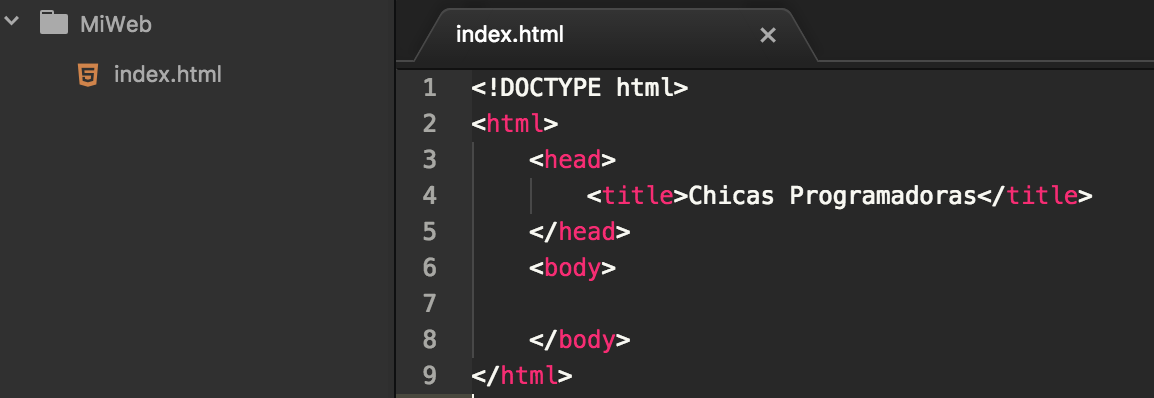 MiWeb
index.html
index.html ×
1 <!DOCTYPE html>
2 <html>
3     <head>
4         <title>Chicas Programadoras</title>
5     </head>
6     <body>
7
8     </body>
9 </html>